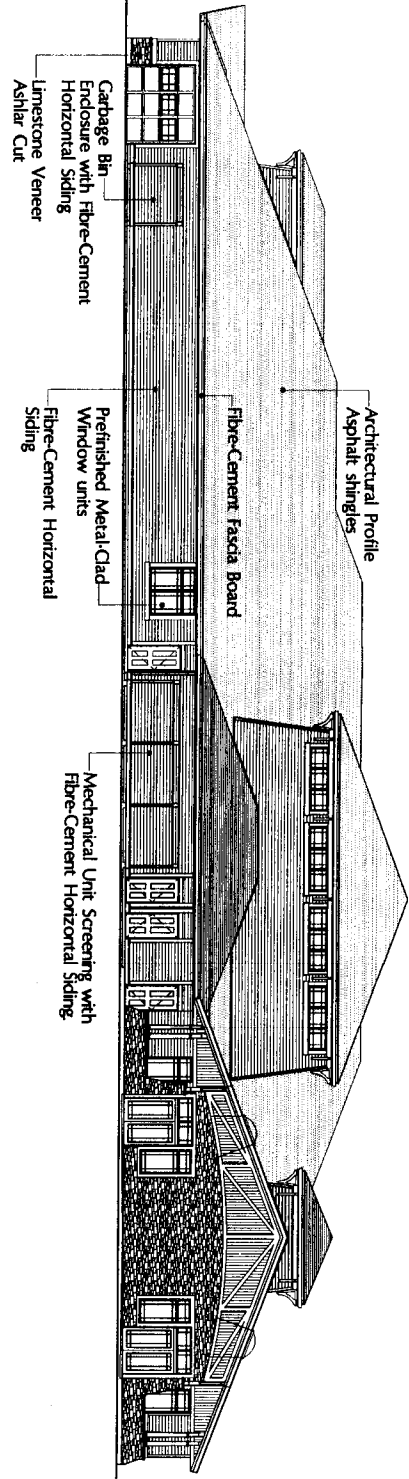 Architectural Profile
Asphalt shingles
Fibre-Cement Fascia Board
Garbage Bin
Enclosure with Fibre-Cement
Horizontal Siding
Limestone Veneer
Ashlar Cut
Prefinished Metal-Clad
Window units
Fibre-Cement Horizontal
Siding
Mechanical Unit Screening with
Fibre-Cement Horizontal Siding.